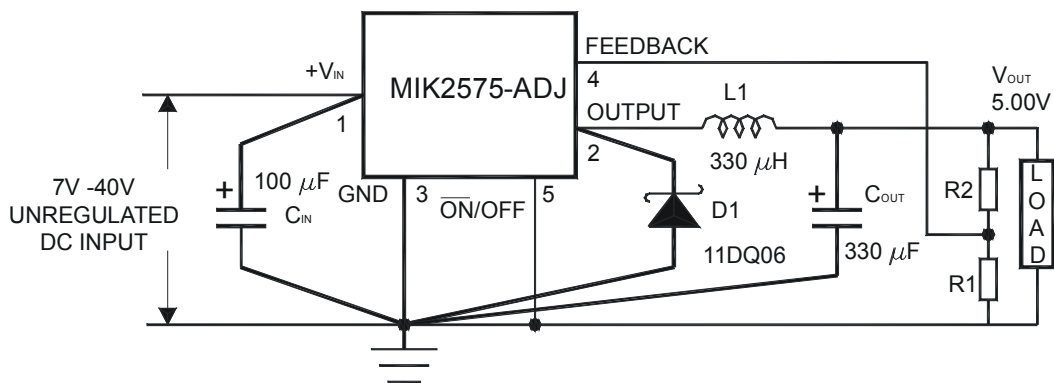 FEEDBACK
+VIN
4
MIK2575-ADJ
VOUT
5.00V
L1
OUTPUT
1
2
330 μH
7V -40V
UNREGULATED
DC INPUT
+
100 μF
CIN
GND
3
5
ON/OFF
D1
11DQ06
+
COUT
330 μF
R2
R1
LOAD